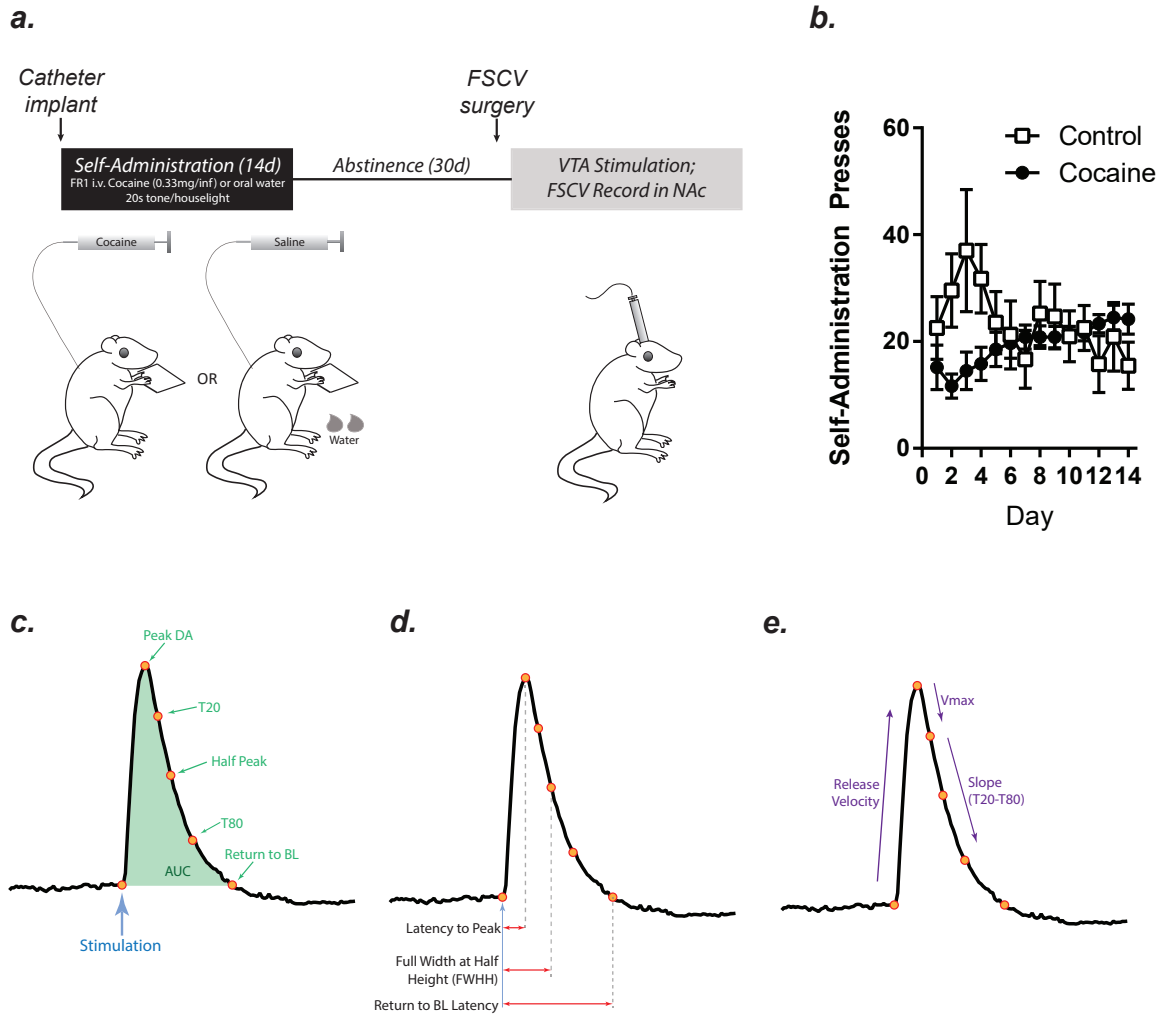 a.
Catheter
implant
FSCV
surgery
Self-Administration (14d)
FR1 i.v. Cocaine (0.33mg/inf) or oral water
20s tone/houselight
Abstinence (30d)
VTA Stimulation;
FSCV Record in NAc
Cocaine
Saline
OR
Water
b.
Self-Administration Presses
60
40
20
0
Control
Cocaine
0 2 4 6 8 10 12 14
Day
c.
Peak DA
T20
Half Peak
T80
Return to BL
AUC
Stimulation
d.
Latency to Peak
Full Width at Half
Height (FWHH)
Return to BL Latency
e.
Vmax
Release
Velocity
Slope
(T20-T80)